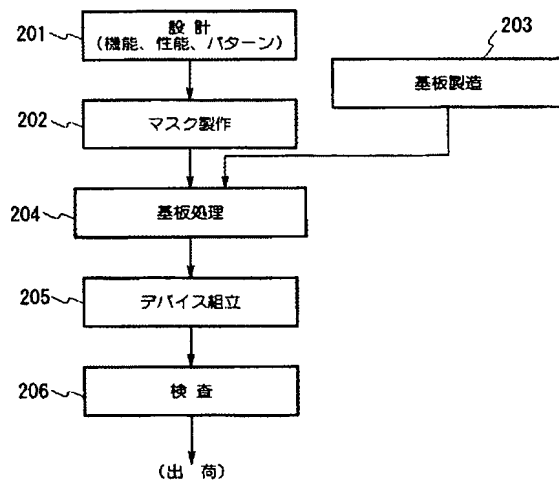 201
設 計
(機能、性能、パターン)
203
基板製造
202
マスク製作
204
基板処理
205
デバイス組立
206
検 査
(出 荷)